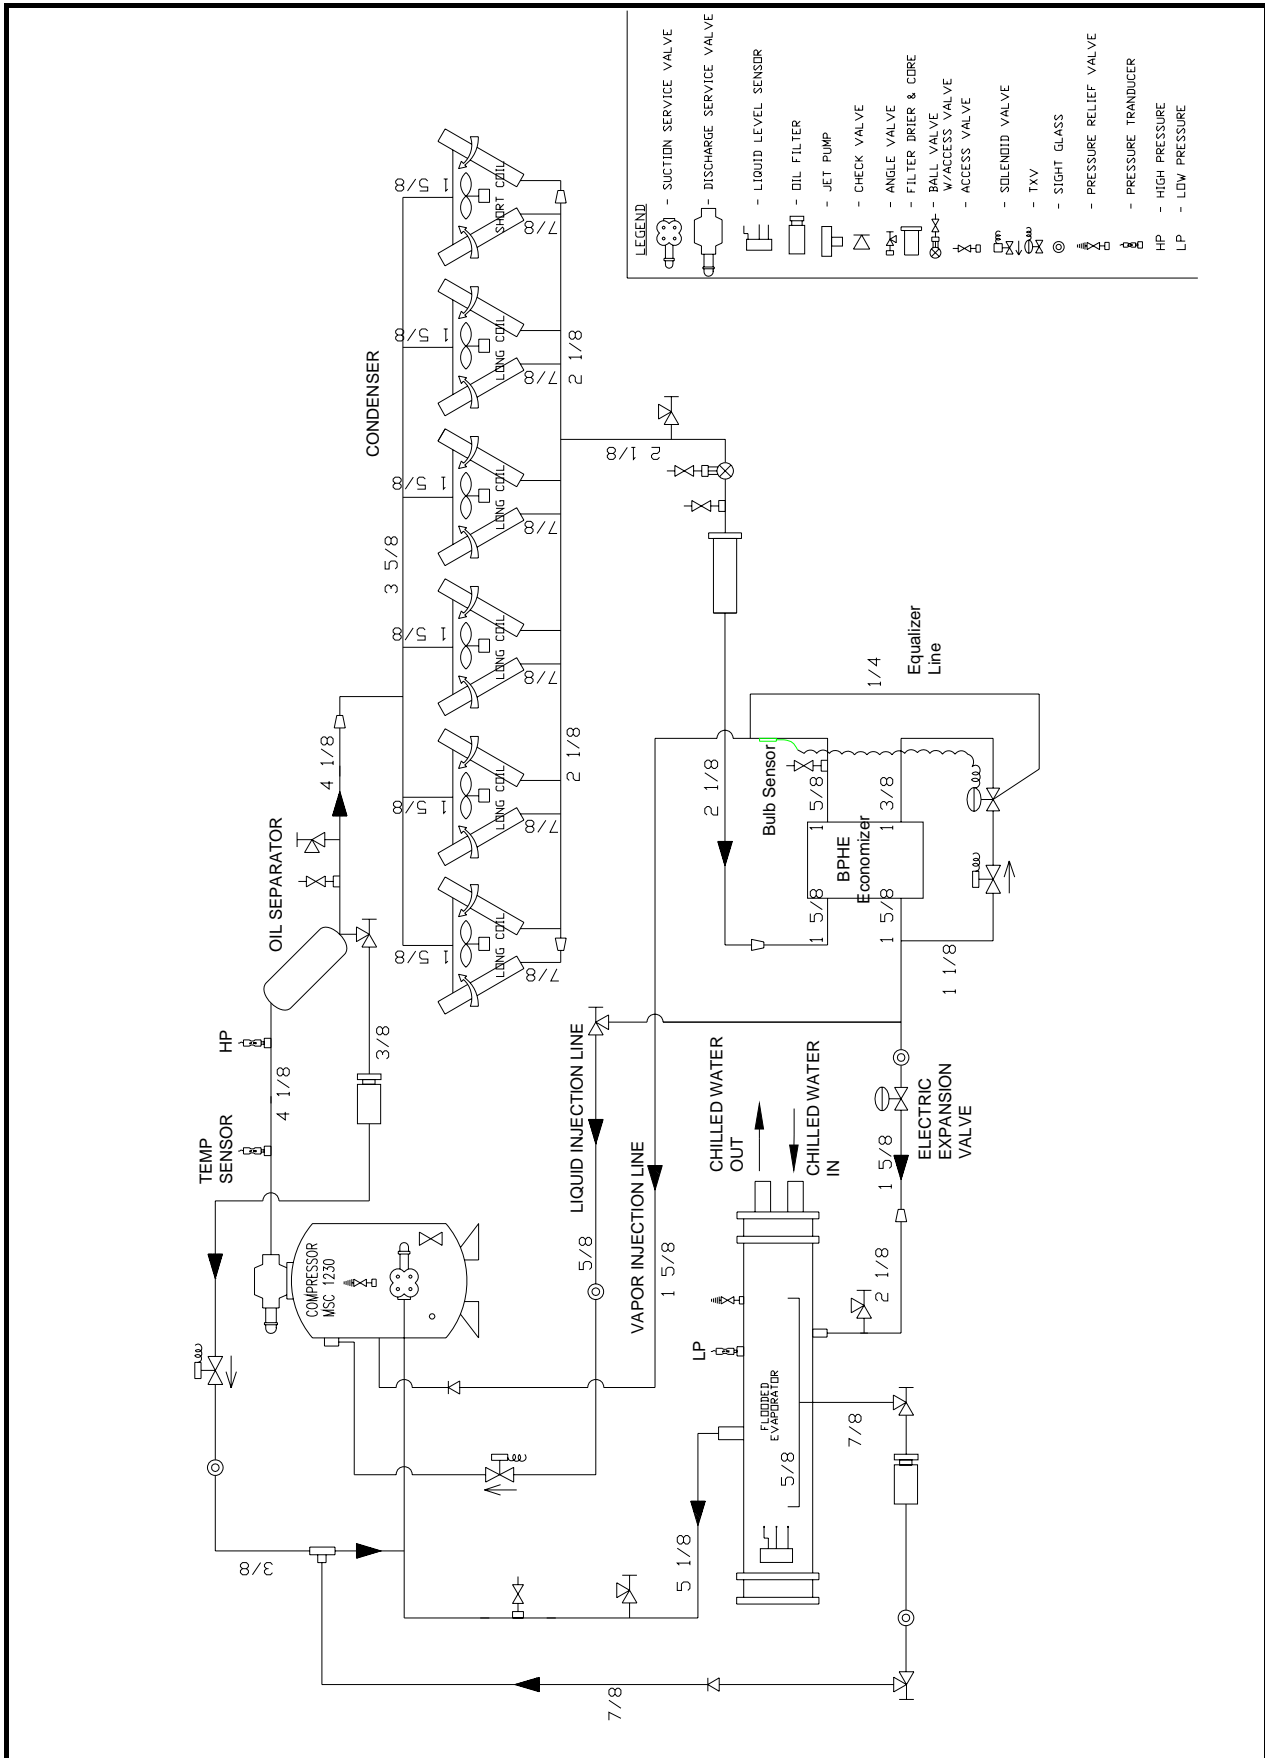 LEGEND
- SUCTION SERVICE VALVE
- DISCHARGE SERVICE VALVE
- LIQUID LEVEL SENSOR
- OIL FILTER
- JET PUMP
- CHECK VALVE
- ANGLE VALVE
- FILTER DRIER & CORE
- BALL VALVE
W/ACCESS VALVE
- ACCESS VALVE
- SOLENOID VALVE
- TXV
- SIGHT GLASS
- PRESSURE RELIEF VALVE
- PRESSURE TRANDUCER
HP - HIGH PRESSURE
LP - LOW PRESSURE
CONDENSER
3 5/8
1 5/8
1 5/8
1 5/8
1 5/8
1 5/8
1 5/8
LONG COIL
LONG COIL
LONG COIL
LONG COIL
LONG COIL
SHORT COIL
7/8
7/8
7/8
7/8
7/8
7/8
2 1/8
2 1/8
2 1/8
4 1/8
OIL SEPARATOR
HP
4 1/8
TEMP
SENSOR
3/8
COMPRESSOR
MSC 1230
3/8
LIQUID INJECTION LINE
5/8
VAPOR INJECTION LINE
1 5/8
2 1/8
Bulb Sensor
1 5/8
1 3/8
BPHE
Economizer
1 5/8
1 5/8
1 1/8
1/4
Equalizer
Line
CHILLED WATER
OUT
CHILLED WATER
IN
ELECTRIC
EXPANSION
VALVE
1 5/8
2 1/8
LP
FLOODED
EVAPORATOR
5/8
7/8
5 1/8
7/8